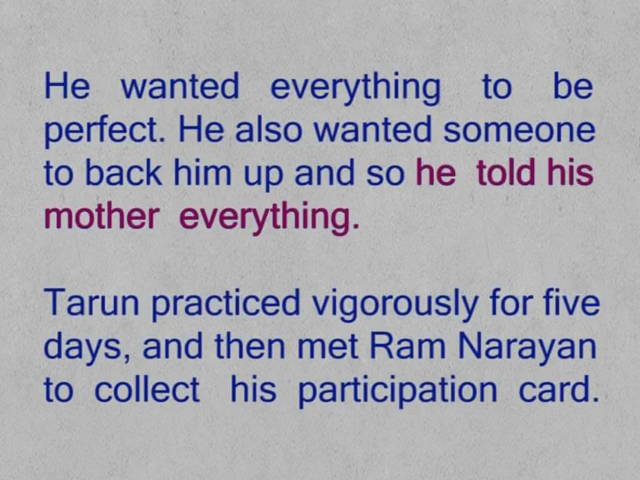 He wanted everything to be
perfect. He also wanted someone
to back him up and so he told his
mother everything.
Tarun practiced vigorously for five
days, and then met Ram Narayan
to collect his participation card.